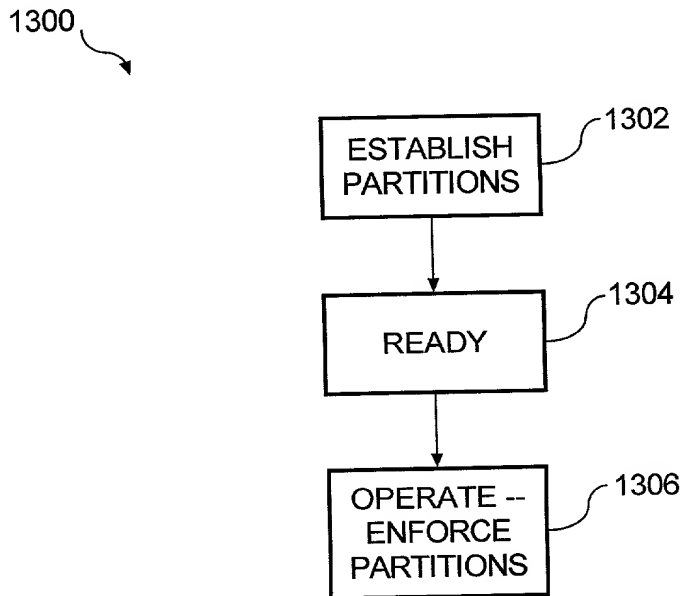 1300
1302
ESTABLISH
PARTITIONS
1304
READY
1306
OPERATE --
ENFORCE
PARTITIONS